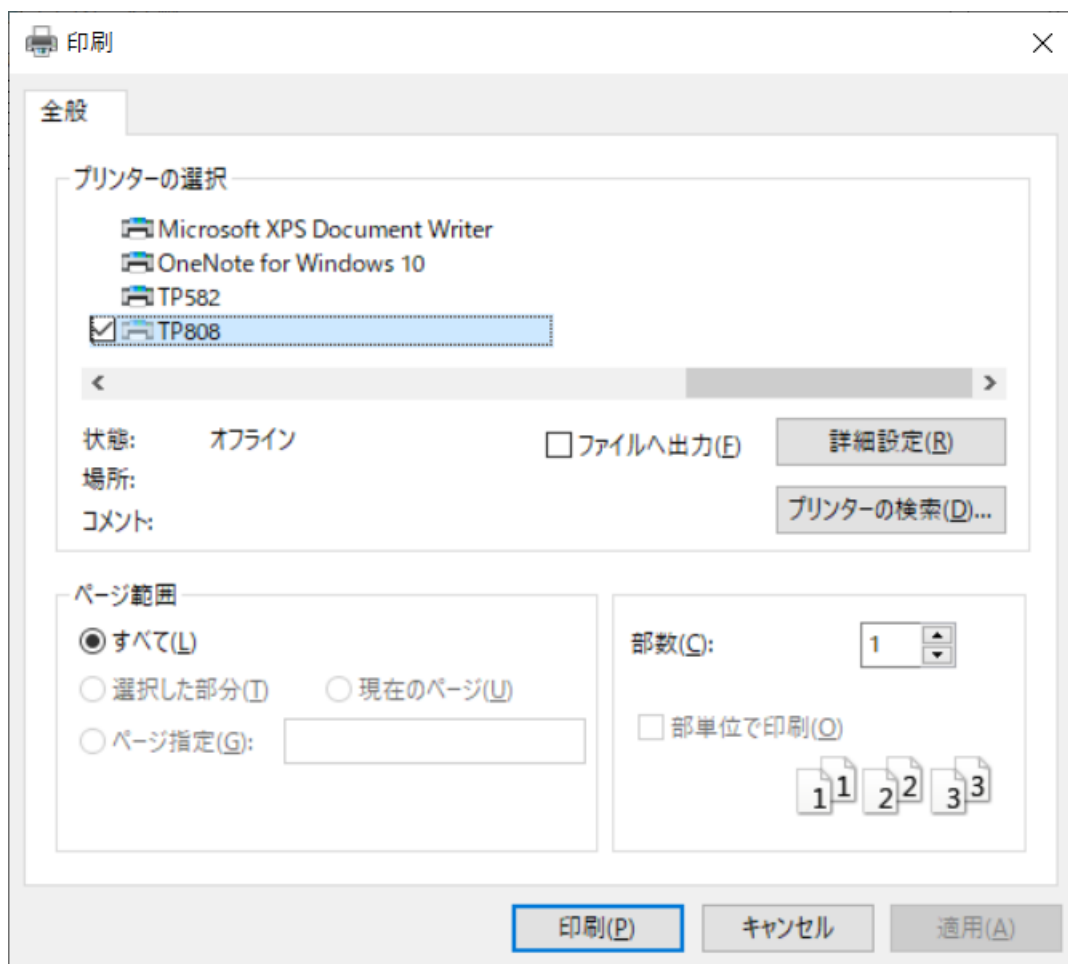 印刷
全般
プリンターの選択
Microsoft XPS Document Writer
OneNote for Windows 10
TP582
TP808
状態: オフライン
ファイルへ出力(F)
詳細設定(R)
場所:
プリンターの検索(D)...
コメント:
ページ範囲
すべて(L)
選択した部分(T) 現在のページ(U)
ページ指定(G):
部数(C): 1
部単位で印刷(O)
1 1 2 2 3 3
印刷(P) キャンセル 適用(A)